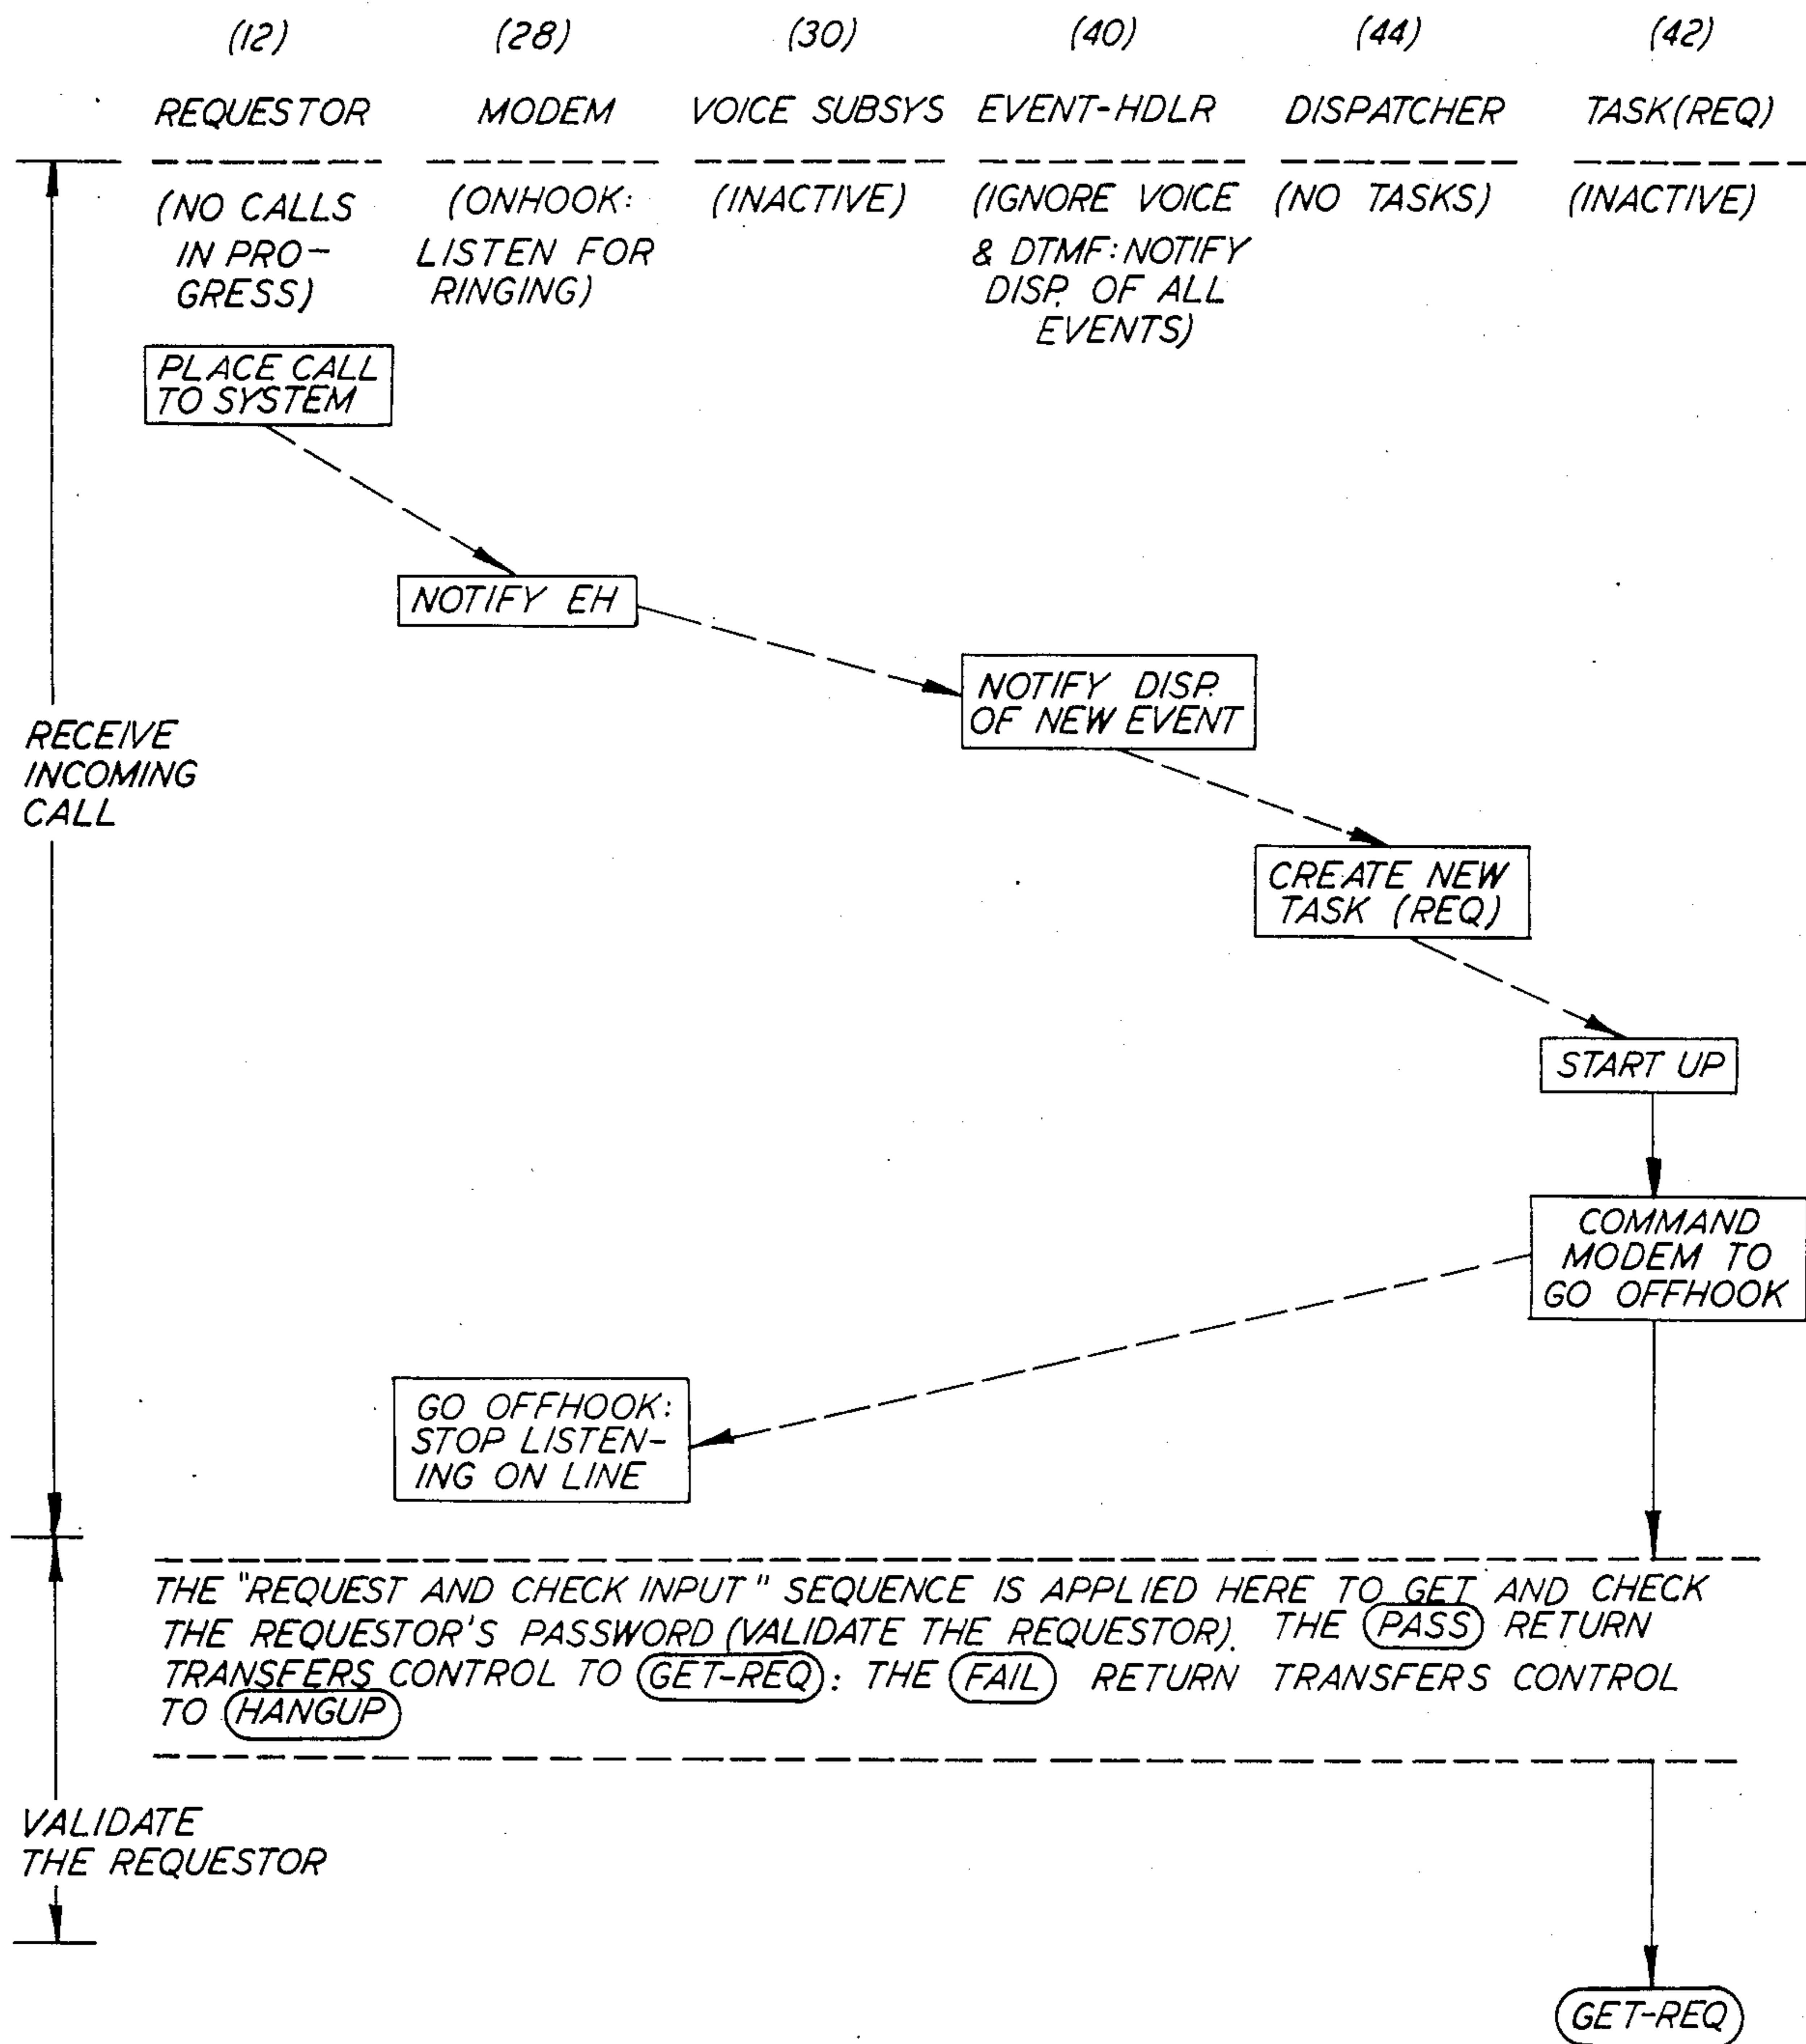 (12) (28) (30) (40) (44) (42)
REQUESTOR MODEM VOICE SUBSYS EVENT-HDLR DISPATCHER TASK(REQ)
(NO CALLS
IN PRO-
GRESS)
(ONHOOK:
LISTEN FOR
RINGING)
(INACTIVE)
(IGNORE VOICE
& DTMF: NOTIFY
DISP. OF ALL
EVENTS)
(NO TASKS)
(INACTIVE)
PLACE CALL
TO SYSTEM
NOTIFY EH
NOTIFY DISP.
OF NEW EVENT
RECEIVE
INCOMING
CALL
CREATE NEW
TASK (REQ)
START UP
COMMAND
MODEM TO
GO OFFHOOK
GO OFFHOOK:
STOP LISTEN-
ING ON LINE
THE "REQUEST AND CHECK INPUT" SEQUENCE IS APPLIED HERE TO GET AND CHECK
THE REQUESTOR'S PASSWORD (VALIDATE THE REQUESTOR). THE PASS RETURN
TRANSFERS CONTROL TO GET-REQ: THE FAIL RETURN TRANSFERS CONTROL
TO HANGUP
VALIDATE
THE REQUESTOR
GET-REQ